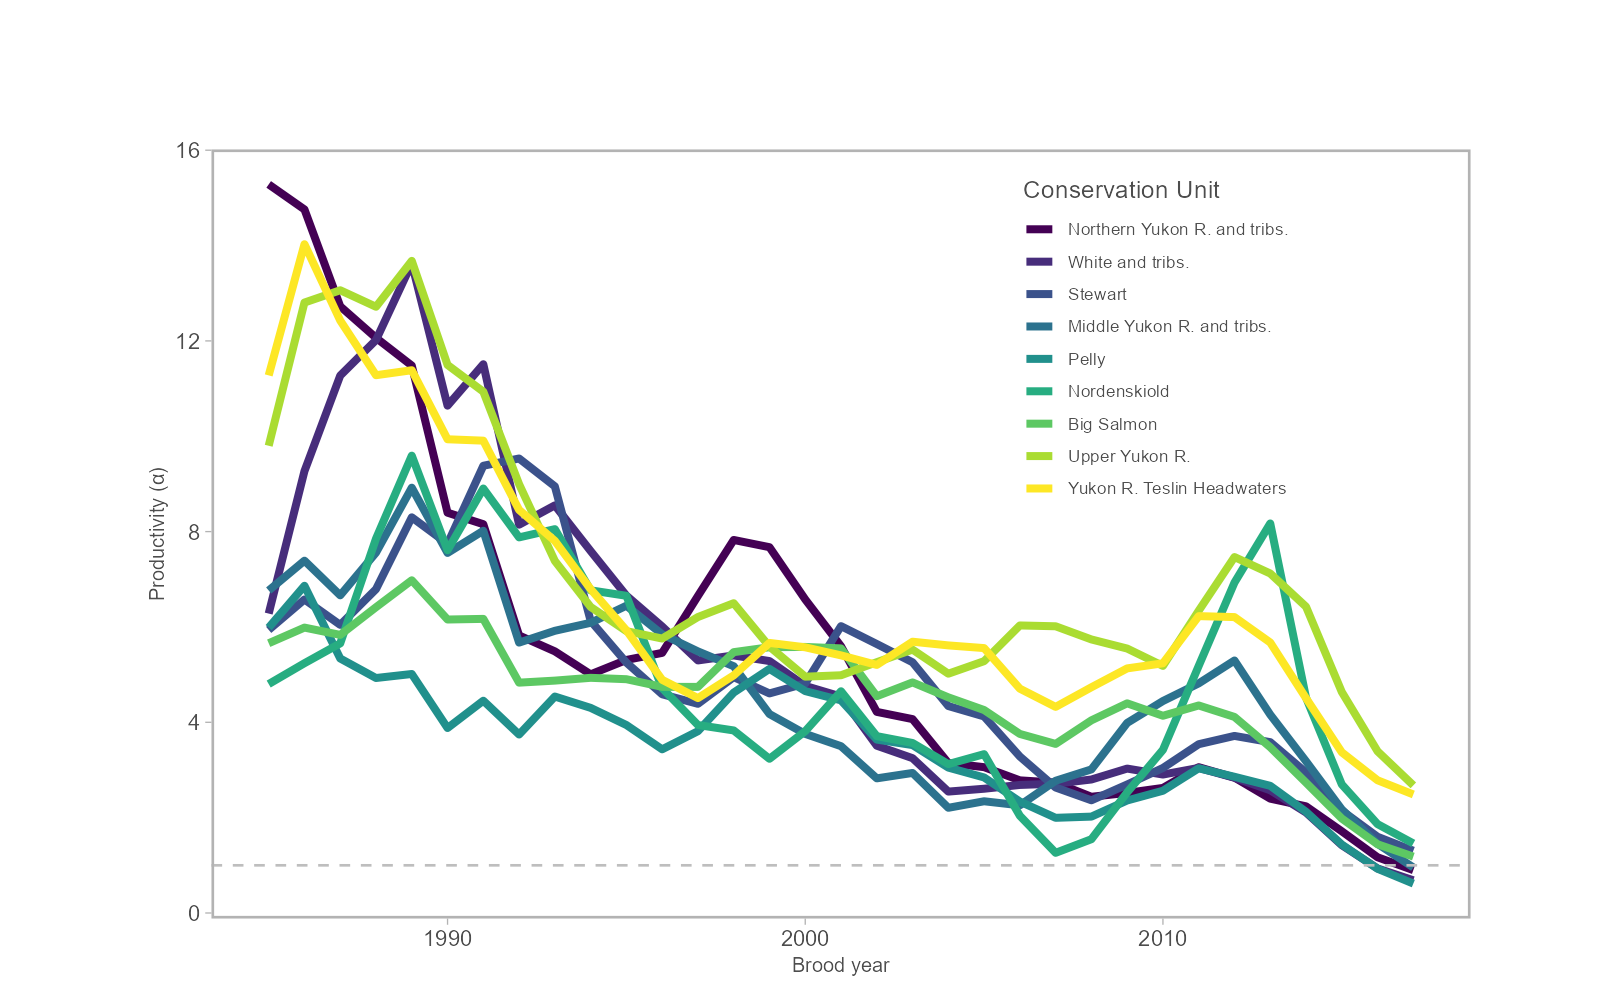 16
12
8
4
0
Productivity (α)
1990
2000
2010
Brood year
Conservation Unit
Northern Yukon R. and tribs.
White and tribs.
Stewart
Middle Yukon R. and tribs.
Pelly
Nordenskiold
Big Salmon
Upper Yukon R.
Yukon R. Teslin Headwaters